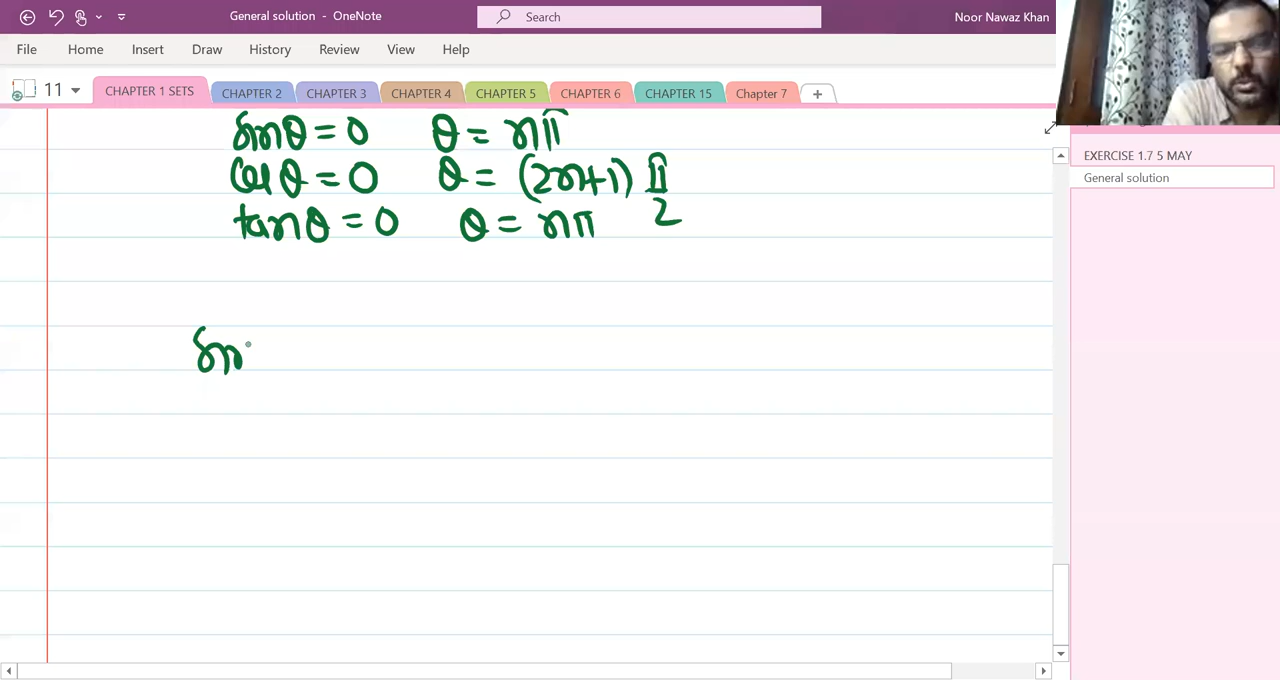 General solution - OneNote
Search
Noor Nawaz Khan
File Home Insert Draw History Review View Help
11 CHAPTER 1 SETS CHAPTER 2 CHAPTER 3 CHAPTER 4 CHAPTER 5 CHAPTER 6 CHAPTER 15 Chapter 7 +
sinθ = 0 θ = nπ
cosθ = 0 θ = (2n+1) π/2
tanθ = 0 θ = nπ
sin
EXERCISE 1.7 5 MAY
General solution